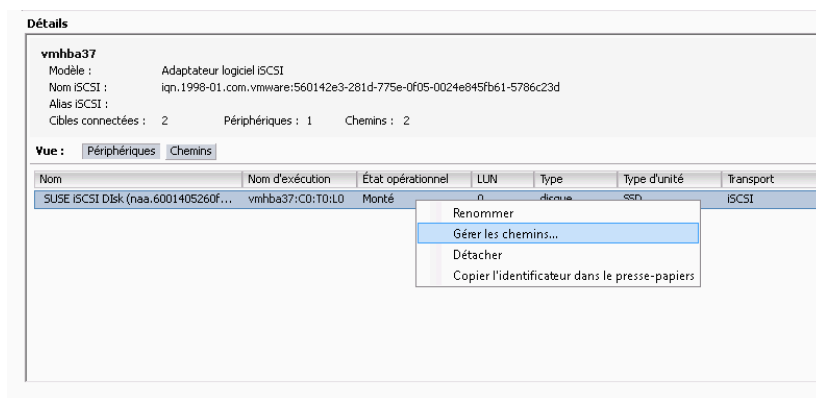 Détails
vmhba37
Modèle : Adaptateur logiciel iSCSI
Nom iSCSI : iqn.1998-01.com.vmware:560142e3-281d-775e-0f05-0024e845fb61-5786c23d
Alias iSCSI :
Cibles connectées : 2 Périphériques : 1 Chemins : 2
Vue : Périphériques Chemins
Nom Nom d'exécution État opérationnel LUN Type Type d'unité Transport
SUSE iSCSI DIsk (naa.6001405260f... vmhba37:C0:T0:L0 Monté 0 disque SSD iSCSI
Renommer
Gérer les chemins...
Détacher
Copier l'identificateur dans le presse-papiers